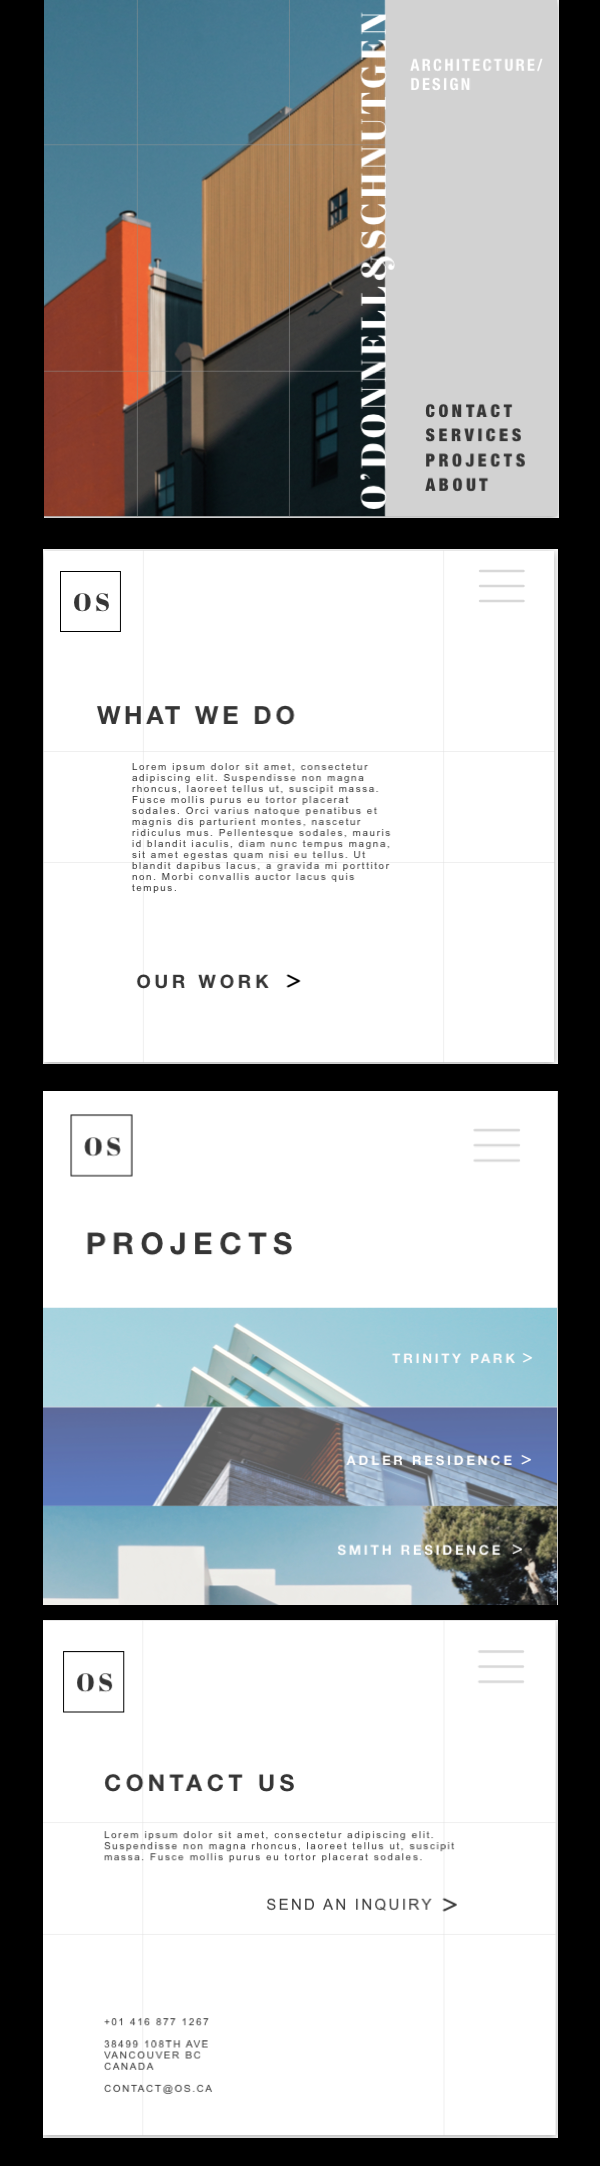 O'DONNELL&SCHNUTGEN
ARCHITECTURE/
DESIGN
CONTACT
SERVICES
PROJECTS
ABOUT
OS
WHAT WE DO
Lorem ipsum dolor sit amet, consectetur
adipiscing elit. Suspendisse non magna
rhoncus, laoreet tellus ut, suscipit massa.
Fusce mollis purus eu tortor placerat
sodales. Orci varius natoque penatibus et
magnis dis parturient montes, nascetur
ridiculus mus. Pellentesque sodales, mauris
id blandit iaculis, diam nunc tempus magna,
sit amet egestas quam nisi eu tellus. Ut
blandit dapibus lacus, a gravida mi porttitor
non. Morbi convallis auctor lacus quis
tempus.
OUR WORK >
OS
PROJECTS
TRINITY PARK >
ADLER RESIDENCE >
SMITH RESIDENCE >
OS
CONTACT US
Lorem ipsum dolor sit amet, consectetur adipiscing elit.
Suspendisse non magna rhoncus, laoreet tellus ut, suscipit
massa. Fusce mollis purus eu tortor placerat sodales.
SEND AN INQUIRY >
+01 416 877 1267
38499 108TH AVE
VANCOUVER BC
CANADA
CONTACT@OS.CA